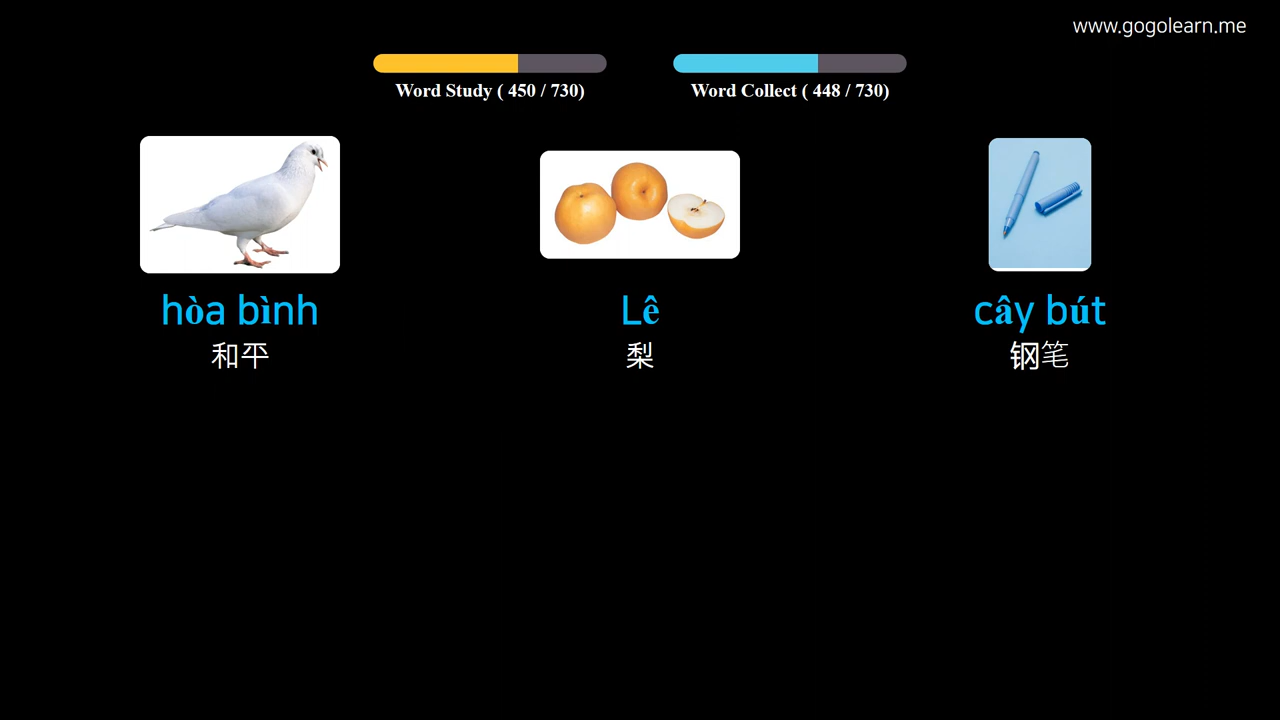 www.gogolearn.me
Word Study ( 450 / 730)
Word Collect ( 448 / 730)
hòa bình
和平
Lê
梨
cây bút
钢笔